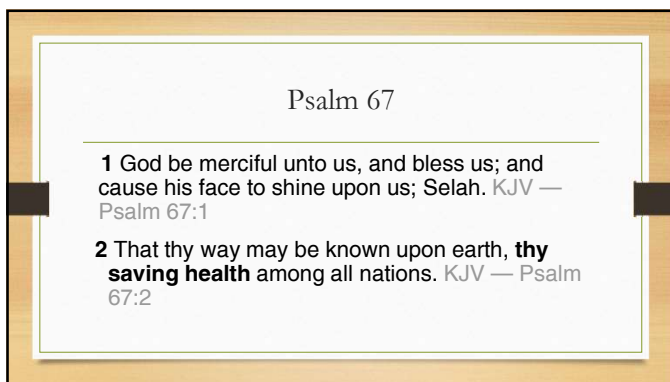 Psalm 67
1 God be merciful unto us, and bless us; and
cause his face to shine upon us; Selah. KJV —
Psalm 67:1
2 That thy way may be known upon earth, thy
saving health among all nations. KJV — Psalm
67:2